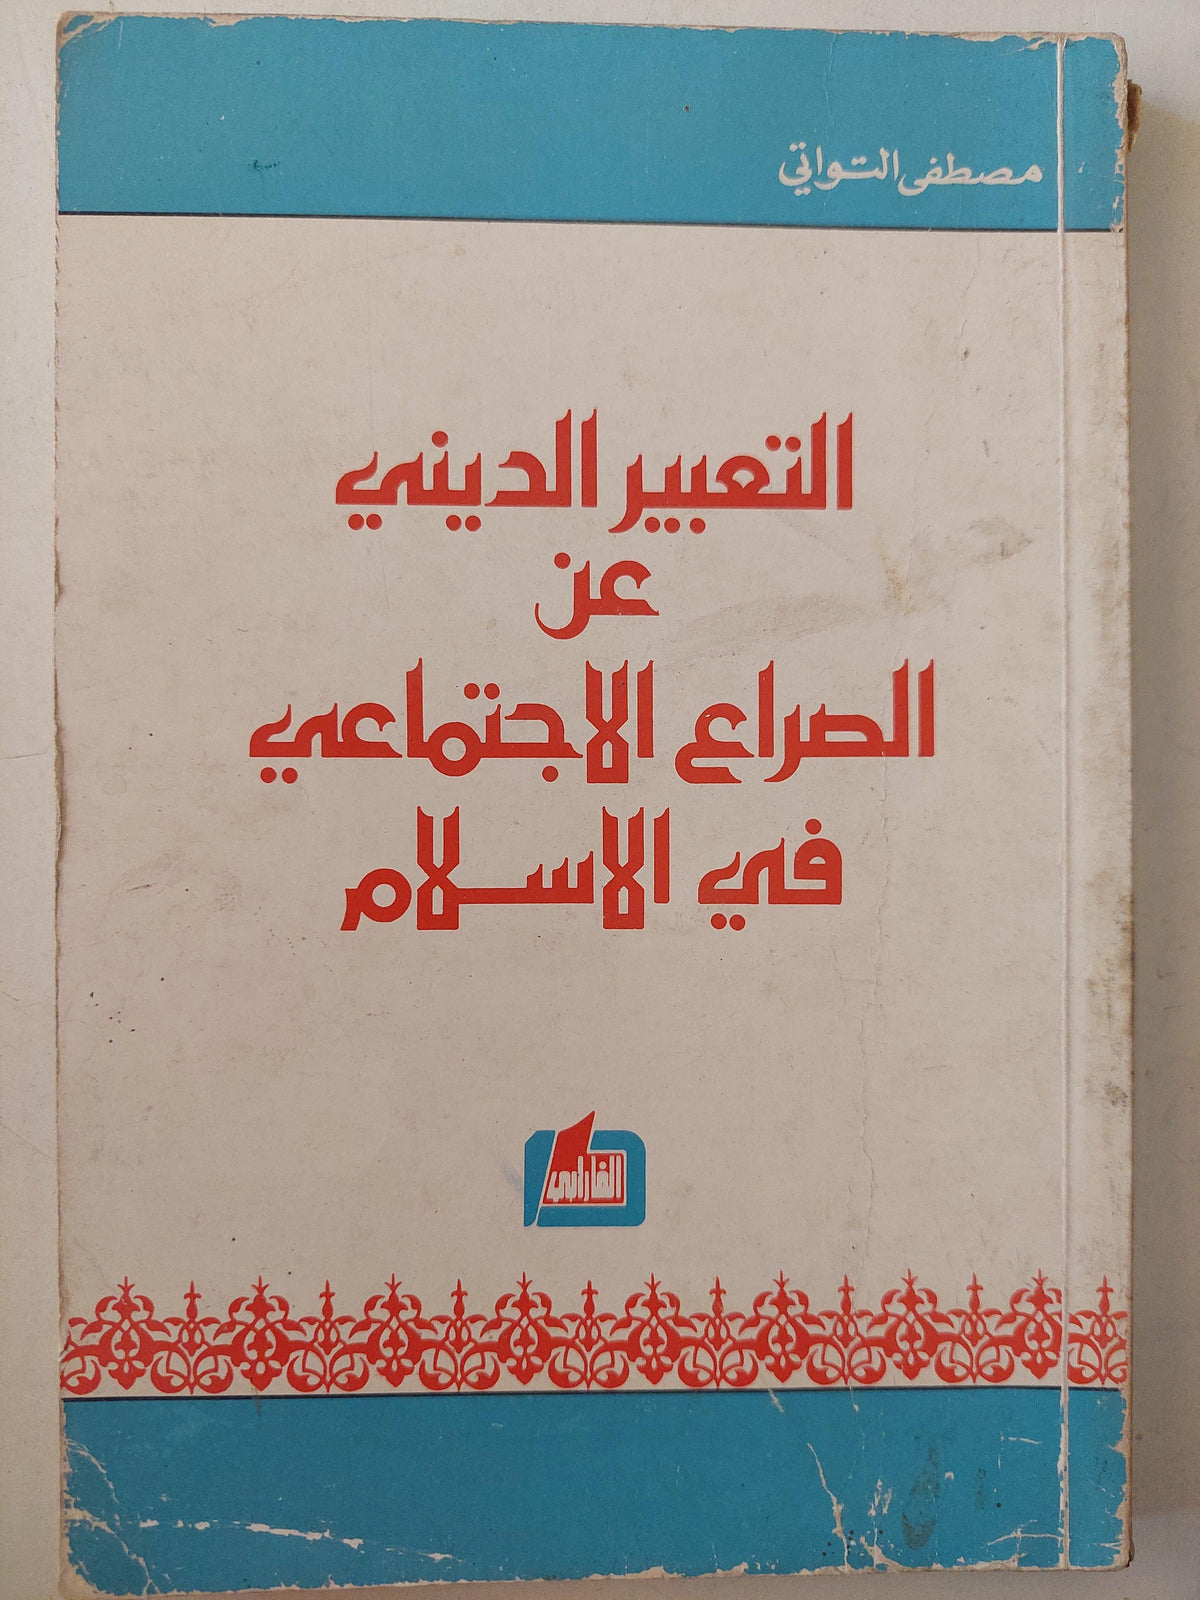 مصطفى التواتي
التعبير الديني
عن
الصراع الاجتماعي
في الاسلام
الفارابي